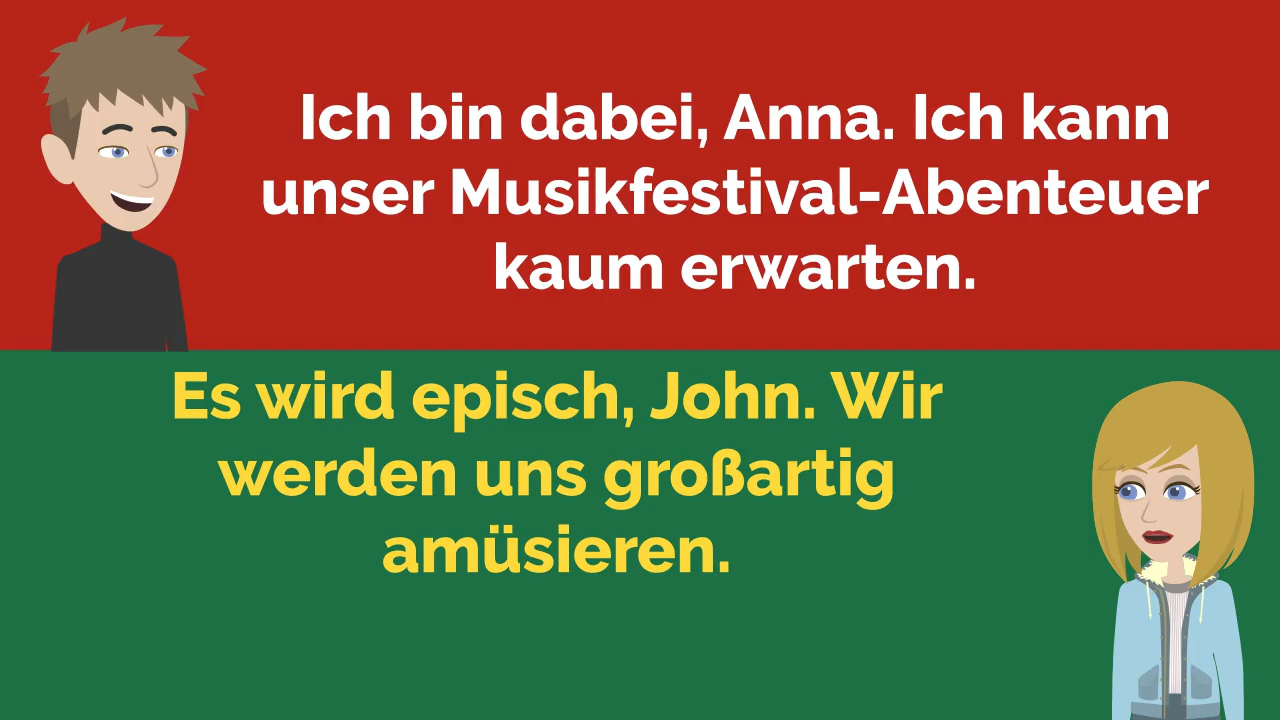 Ich bin dabei, Anna. Ich kann
unser Musikfestival-Abenteuer
kaum erwarten.
Es wird episch, John. Wir
werden uns großartig
amüsieren.